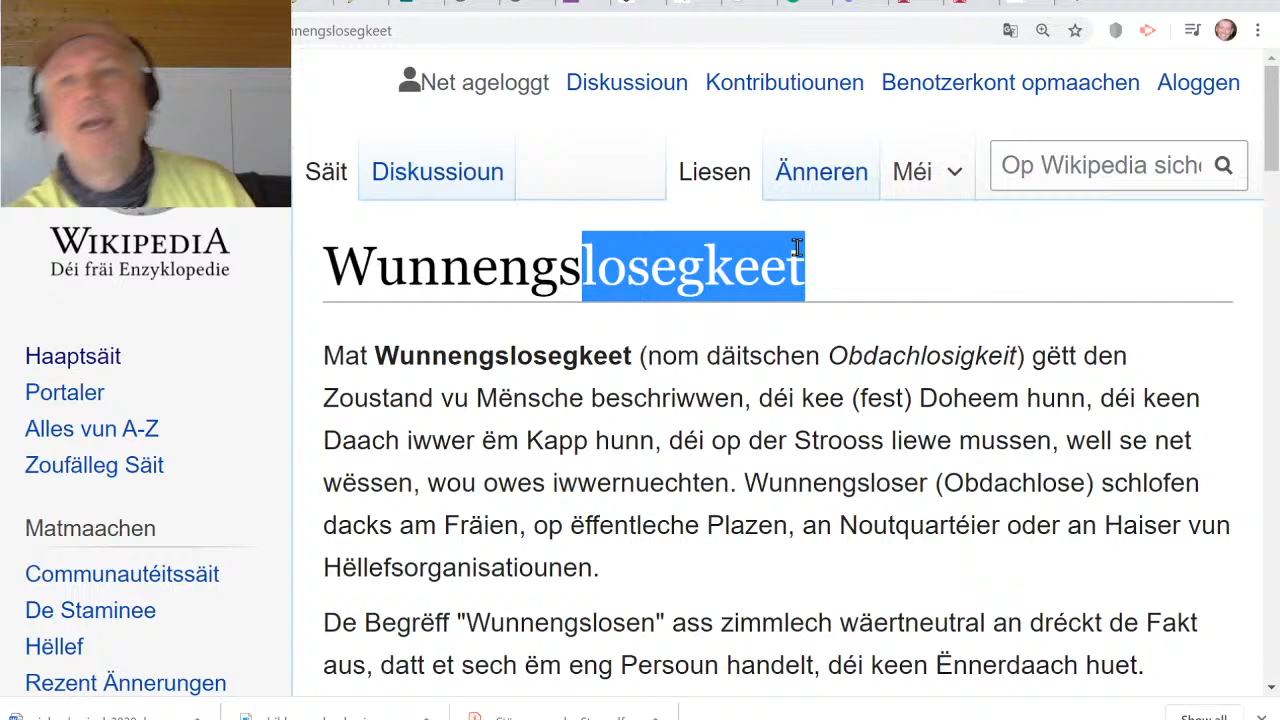 nnengslosegkeet
Net ageloggt Diskussioun Kontributiounen Benotzerkont opmaachen Aloggen
Säit Diskussioun Liesen Änneren Méi Op Wikipedia siche
WIKIPEDIA
Déi fräi Enzyklopedie
Wunnengslosegkeet
Mat Wunnengslosegkeet (nom däitschen Obdachlosigkeit) gëtt den
Zoustand vu Mënsche beschriwwen, déi kee (fest) Doheem hunn, déi keen
Daach iwwer ëm Kapp hunn, déi op der Strooss liewe mussen, well se net
wëssen, wou owes iwwernuechten. Wunnengsloser (Obdachlose) schlofen
dacks am Fräien, op ëffentleche Plazen, an Noutquartéier oder an Haiser vun
Hëllefsorganisatiounen.
De Begrëff "Wunnengslosen" ass zimmlech wäertneutral an dréckt de Fakt
aus, datt et sech ëm eng Persoun handelt, déi keen Ënnerdaach huet.
Haaptsäit
Portaler
Alles vun A-Z
Zoufälleg Säit
Matmaachen
Communautéitssäit
De Staminee
Hëllef
Rezent Ännerungen
Show all